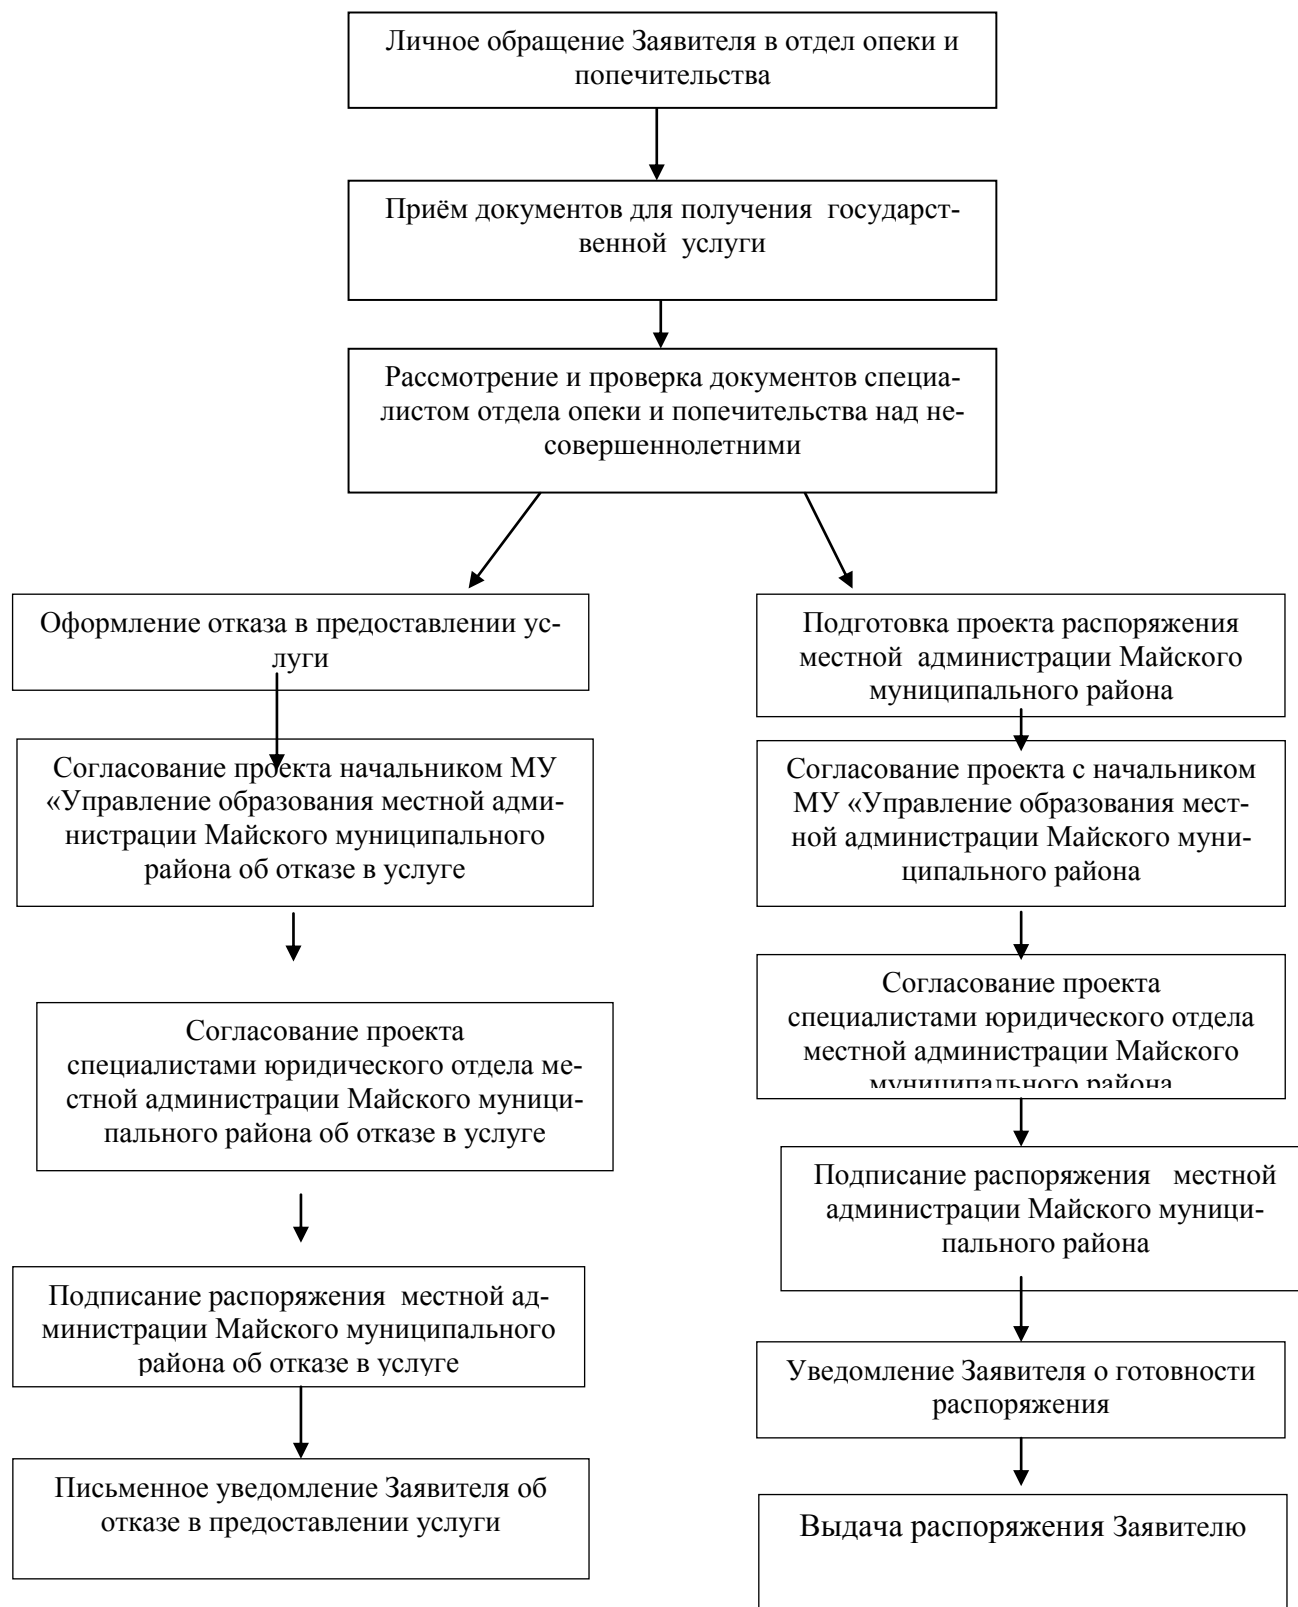 Личное обращение Заявителя в отдел опеки и
попечительства
Приём документов для получения государст-
венной услуги
Рассмотрение и проверка документов специа-
листом отдела опеки и попечительства над не-
совершеннолетними
Оформление отказа в предоставлении ус-
луги
Согласование проекта начальником МУ
«Управление образования местной адми-
нистрации Майского муниципального
района об отказе в услуге
Согласование проекта
специалистами юридического отдела ме-
стной администрации Майского муници-
пального района об отказе в услуге
Подписание распоряжения местной ад-
министрации Майского муниципального
района об отказе в услуге
Письменное уведомление Заявителя об
отказе в предоставлении услуги
Подготовка проекта распоряжения
местной администрации Майского
муниципального района
Согласование проекта с начальником
МУ «Управление образования мест-
ной администрации Майского муни-
ципального района
Согласование проекта
специалистами юридического отдела
местной администрации Майского
муниципального района
Подписание распоряжения местной
администрации Майского муници-
пального района
Уведомление Заявителя о готовности
распоряжения
Выдача распоряжения Заявителю